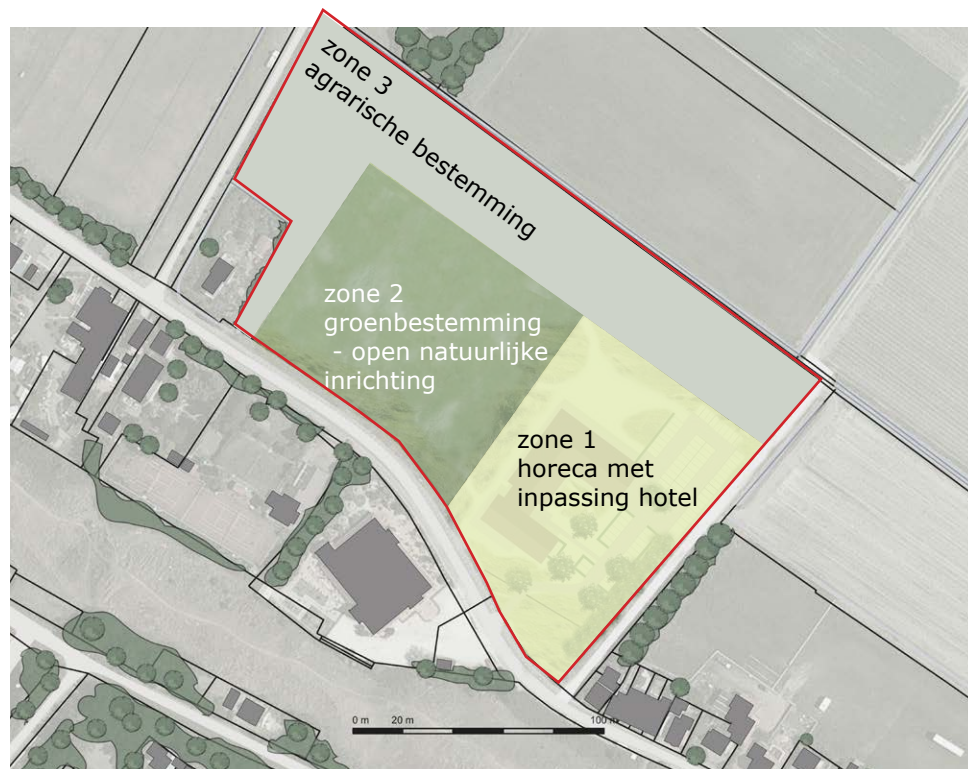 zone 3
agrarische bestemming
zone 2
groenbestemming
- open natuurlijke
inrichting
zone 1
horeca met
inpassing hotel
0 m 20 m 100 m